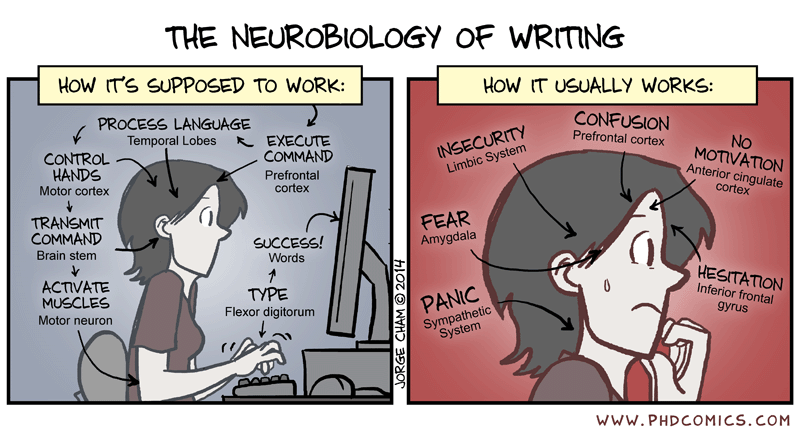 THE NEUROBIOLOGY OF WRITING
HOW IT'S SUPPOSED TO WORK:
EXECUTE
COMMAND
Prefrontal
cortex
PROCESS LANGUAGE
Temporal Lobes
CONTROL
HANDS
Motor cortex
TRANSMIT
COMMAND
Brain stem
ACTIVATE
MUSCLES
Motor neuron
TYPE
Flexor digitorum
SUCCESS!
Words
JORGE CHAM © 2014
HOW IT USUALLY WORKS:
INSECURITY
Limbic System
CONFUSION
Prefrontal cortex
NO
MOTIVATION
Anterior cingulate
cortex
FEAR
Amygdala
HESITATION
Inferior frontal
gyrus
PANIC
Sympathetic
System
WWW.PHDCOMICS.COM